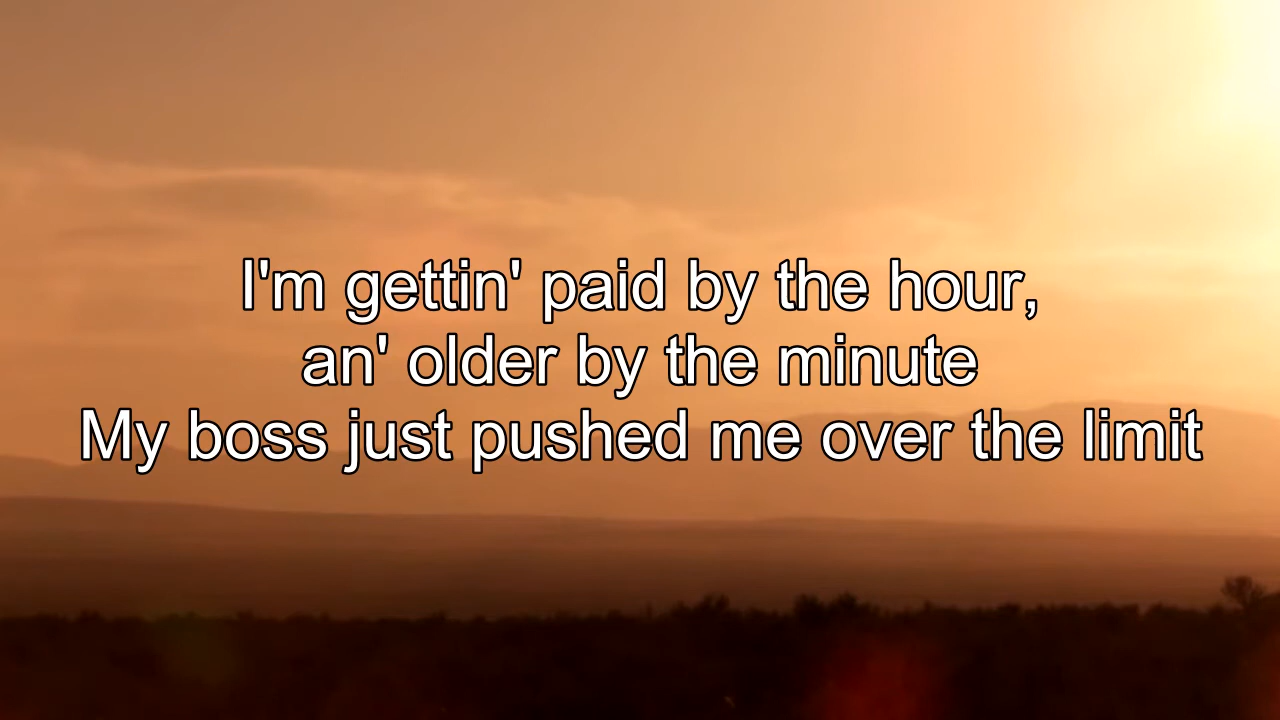 I'm gettin' paid by the hour,
an' older by the minute
My boss just pushed me over the limit